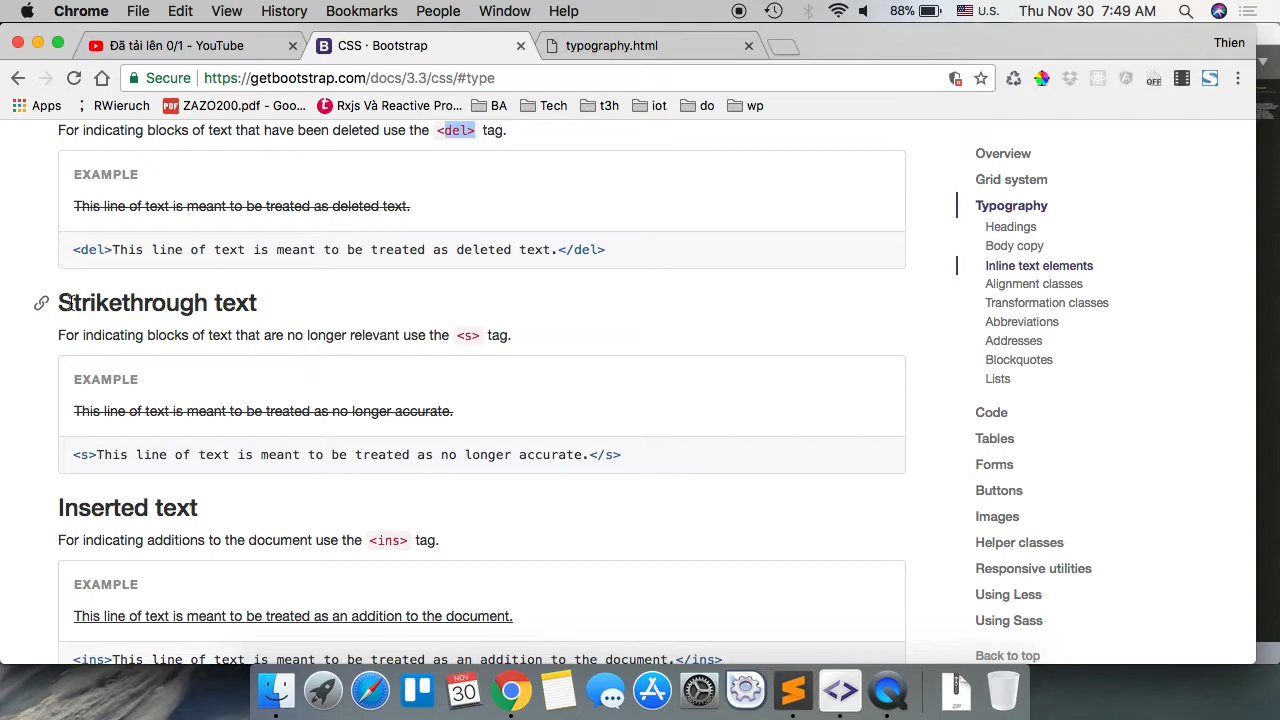 Chrome File Edit View History Bookmarks People Window Help 88% U.S. Thu Nov 30 7:49 AM
Đã tải lên 0/1 - YouTube CSS · Bootstrap typography.html Thien
Secure https://getbootstrap.com/docs/3.3/css/#type
Apps RWieruch ZAZO200.pdf - Goo... Rxjs Và Reactive Pro... BA Tech t3h iot do wp
For indicating blocks of text that have been deleted use the <del> tag.
EXAMPLE
This line of text is meant to be treated as deleted text.
<del>This line of text is meant to be treated as deleted text.</del>
Strikethrough text
For indicating blocks of text that are no longer relevant use the <s> tag.
EXAMPLE
This line of text is meant to be treated as no longer accurate.
<s>This line of text is meant to be treated as no longer accurate.</s>
Inserted text
For indicating additions to the document use the <ins> tag.
EXAMPLE
This line of text is meant to be treated as an addition to the document.
<ins>This line of text is meant to be treated as an addition to the document.</ins>
Overview
Grid system
Typography
Headings
Body copy
Inline text elements
Alignment classes
Transformation classes
Abbreviations
Addresses
Blockquotes
Lists
Code
Tables
Forms
Buttons
Images
Helper classes
Responsive utilities
Using Less
Using Sass
Back to top
NOV
30
ZIP